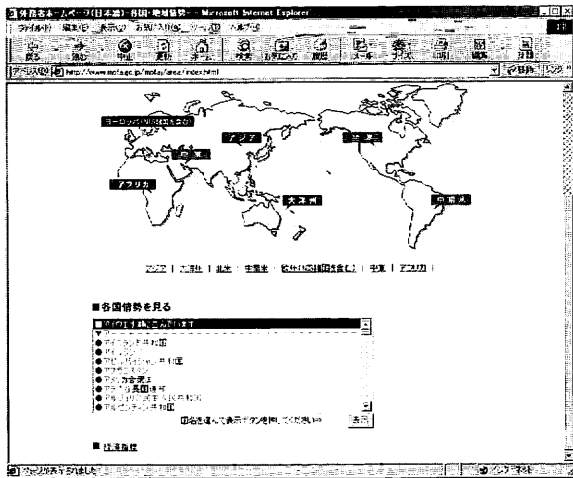 外務省ホームページ(日本語)-各国・地域情勢-- Microsoft Internet Explorer
ファイル(F) 編集(E) 表示(V) お気に入り(A) ツール(T) ヘルプ(H)
戻る 進む 中止 更新 ホーム 検索 お気に入り 履歴 メール 印刷 編集
アドレス(D) http://www.mofa.go.jp/mofaj/area/index.html 移動 リンク
ヨーロッパ(NIS諸国を含む)
アジア
北米
中東
アフリカ
大洋州
中南米
アジア | 大洋州 | 北米 | 中南米 | 欧州(NIS諸国を含む) | 中東 | アフリカ |
■各国情勢を見る
▼ア
●アイスランド共和国
●アイルランド
●アゼルバイジャン共和国
●アフガニスタン
●アメリカ合衆国
●アラブ首長国連邦
●アルジェリア民主人民共和国
●アルゼンチン共和国
国名を選んで表示ボタンを押してください⇒ 表示
■ 経済指標
ページが表示されました インターネット